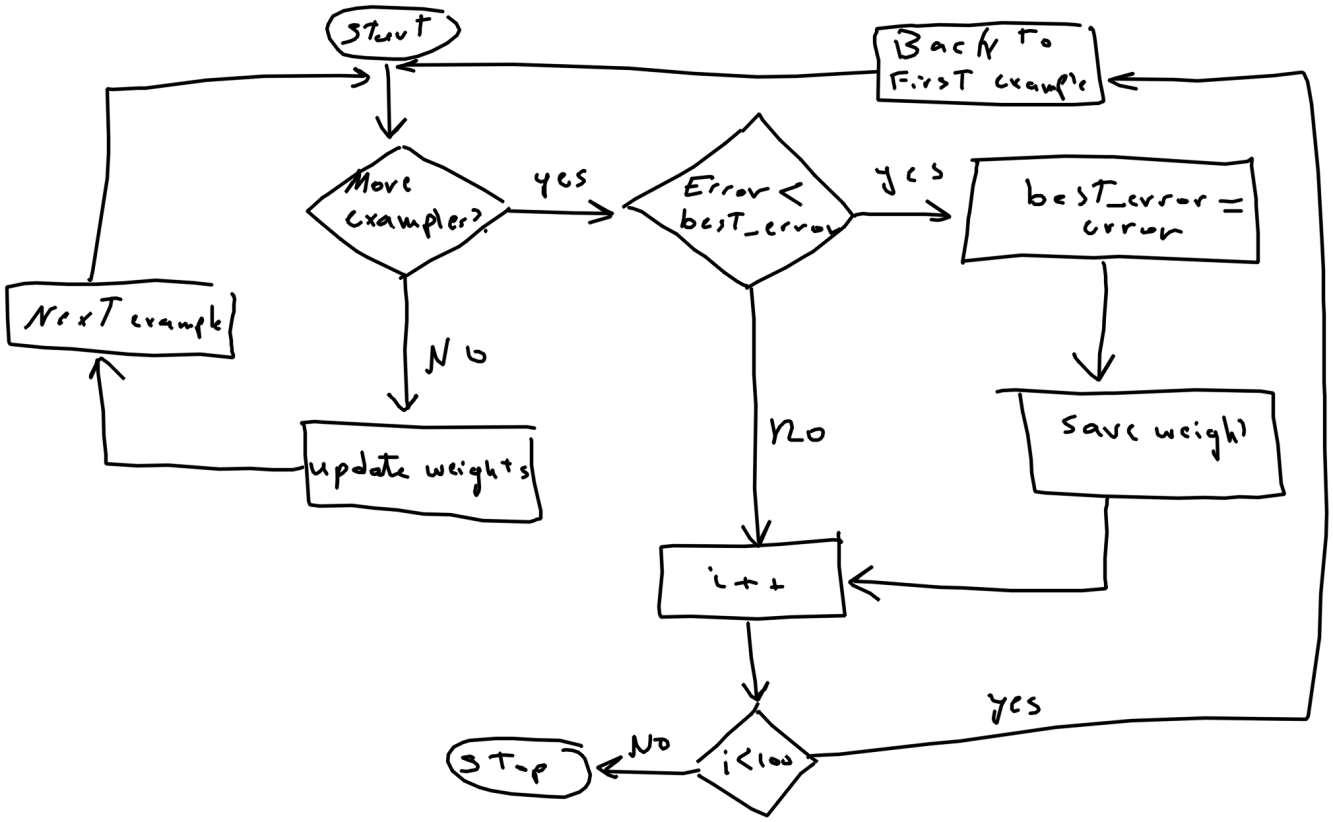 Start
Back to
First example
More
examples?
yes
Error <
best_error
yes
best_error =
error
Next example
No
update weights
no
save weight
i++
i<100
yes
No
Stop